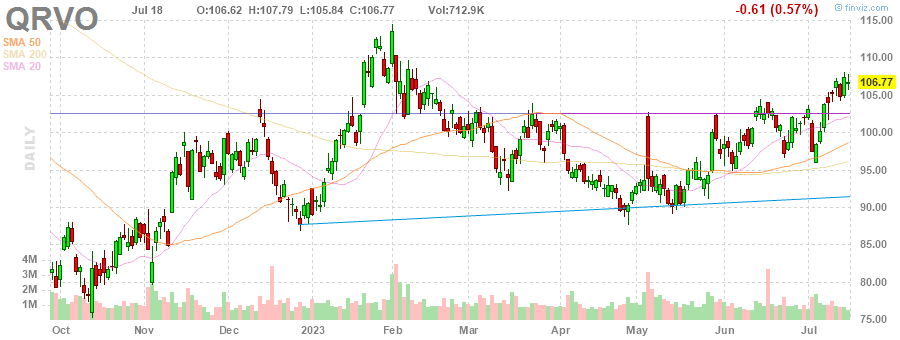 QRVO Jul 18 O:106.62 H:107.79 L:105.84 C:106.77 Vol:712.9K -0.61 (0.57%) © finviz.com
SMA 50
SMA 200
SMA 20
DAILY
115.00
110.00
106.77
105.00
100.00
95.00
90.00
85.00
80.00
75.00
4M
3M
2M
1M
Oct Nov Dec 2023 Feb Mar Apr May Jun Jul